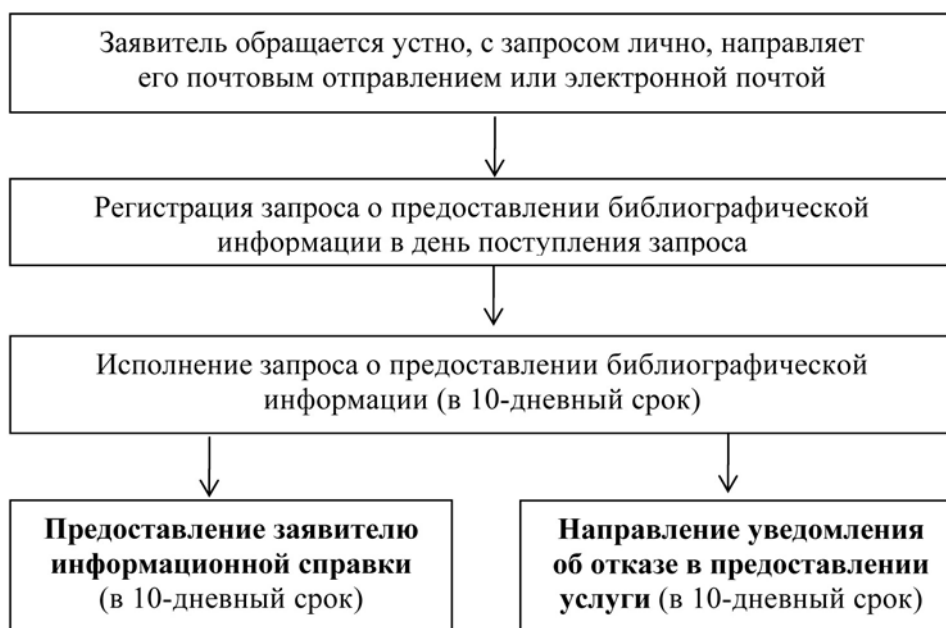 Заявитель обращается устно, с запросом лично, направляет
его почтовым отправлением или электронной почтой
Регистрация запроса о предоставлении библиографической
информации в день поступления запроса
Исполнение запроса о предоставлении библиографической
информации (в 10-дневный срок)
Предоставление заявителю
информационной справки
(в 10-дневный срок)
Направление уведомления
об отказе в предоставлении
услуги (в 10-дневный срок)